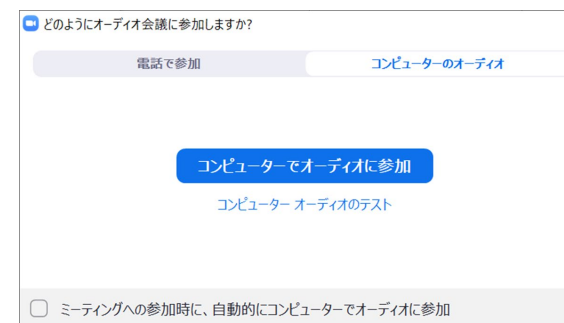 どのようにオーディオ会議に参加しますか?
電話で参加
コンピューターのオーディオ
コンピューターでオーディオに参加
コンピューター オーディオのテスト
ミーティングへの参加時に、自動的にコンピューターでオーディオに参加